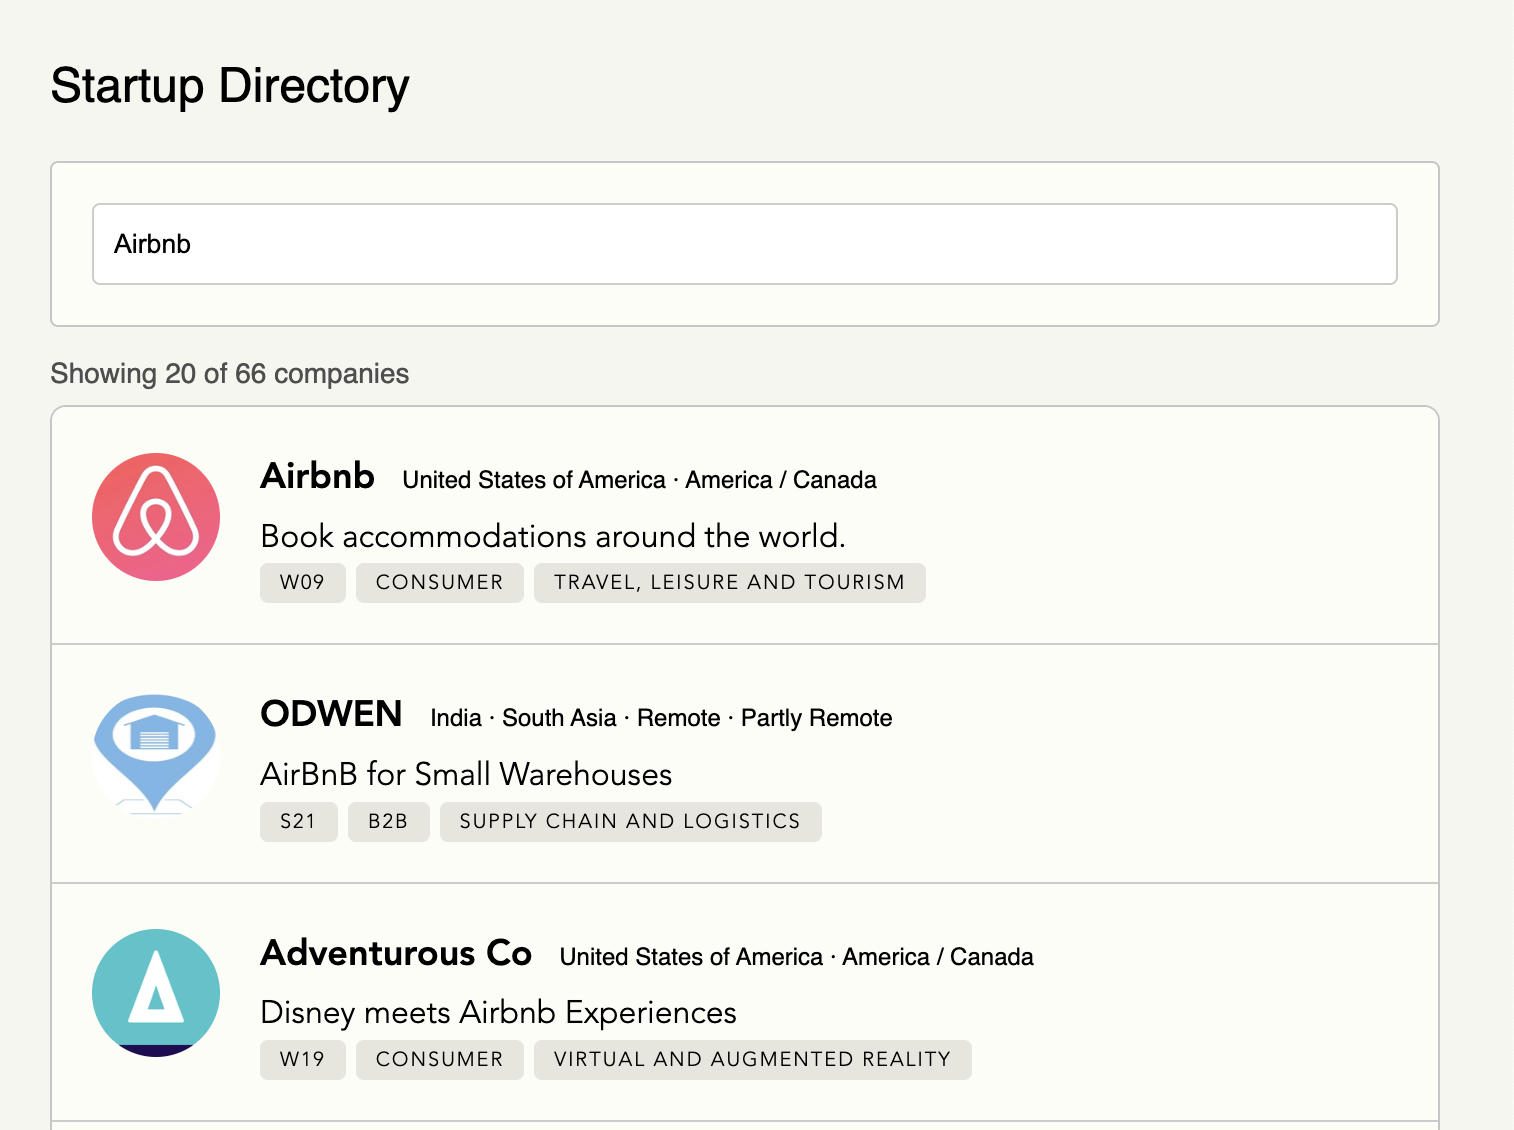 Startup Directory
Airbnb
Showing 20 of 66 companies
Airbnb United States of America · America / Canada
Book accommodations around the world.
W09 CONSUMER TRAVEL, LEISURE AND TOURISM
ODWEN India · South Asia · Remote · Partly Remote
AirBnB for Small Warehouses
S21 B2B SUPPLY CHAIN AND LOGISTICS
Adventurous Co United States of America · America / Canada
Disney meets Airbnb Experiences
W19 CONSUMER VIRTUAL AND AUGMENTED REALITY